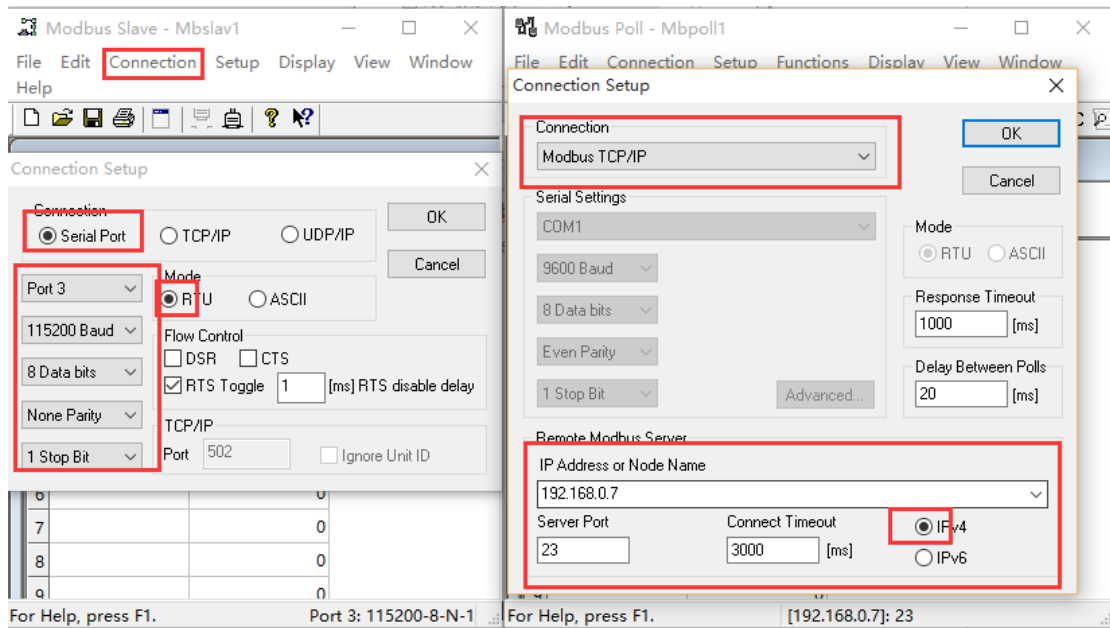 Modbus Slave - Mbslav1
File Edit Connection Setup Display View Window
Help
Connection Setup
Connection
Serial Port TCP/IP UDP/IP
OK
Cancel
Port 3
115200 Baud
8 Data bits
None Parity
1 Stop Bit
Mode
RTU ASCII
Flow Control
DSR CTS
RTS Toggle 1 [ms] RTS disable delay
TCP/IP
Port 502 Ignore Unit ID
6 0
7 0
8 0
9 0
For Help, press F1. Port 3: 115200-8-N-1
Modbus Poll - Mbpoll1
File Edit Connection Setup Functions Display View Window
Connection Setup
Connection
Modbus TCP/IP
OK
Cancel
Serial Settings
COM1
9600 Baud
8 Data bits
Even Parity
1 Stop Bit
Advanced...
Mode
RTU ASCII
Response Timeout
1000 [ms]
Delay Between Polls
20 [ms]
Remote Modbus Server
IP Address or Node Name
192.168.0.7
Server Port
23
Connect Timeout
3000 [ms]
IPv4
IPv6
For Help, press F1. [192.168.0.7]: 23